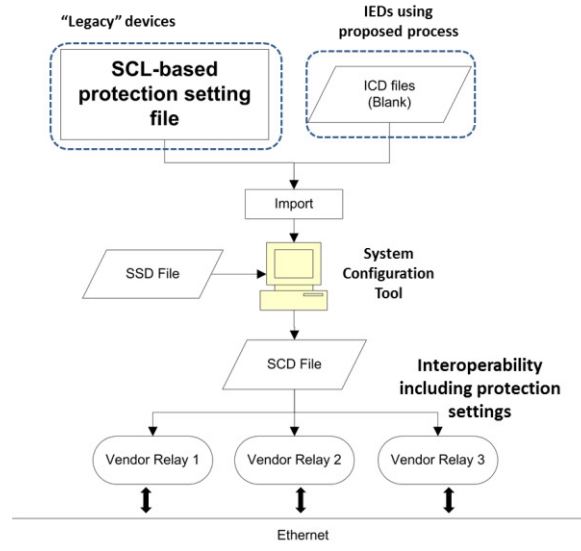 “Legacy” devices
IEDs using
proposed process
SCL-based
protection setting
file
ICD files
(Blank)
Import
SSD File
System
Configuration
Tool
SCD File
Interoperability
including protection
settings
Vendor Relay 1
Vendor Relay 2
Vendor Relay 3
Ethernet